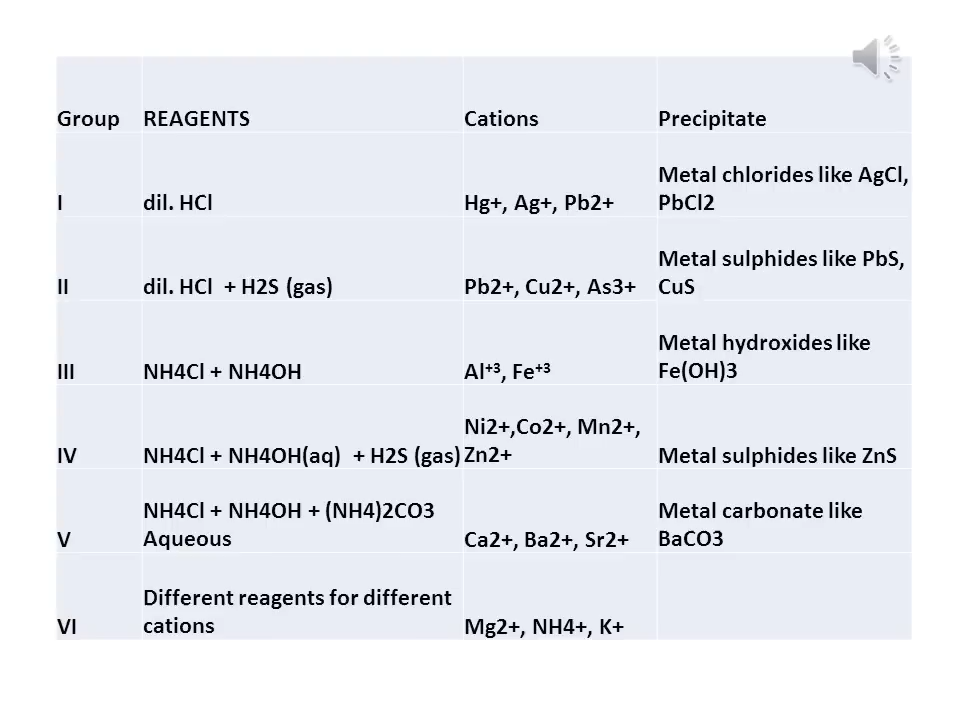 Group REAGENTS Cations Precipitate
Metal chlorides like AgCl,
I dil. HCl Hg+, Ag+, Pb2+ PbCl2
Metal sulphides like PbS,
II dil. HCl + H2S (gas) Pb2+, Cu2+, As3+ CuS
Metal hydroxides like
III NH4Cl + NH4OH Al+3, Fe+3 Fe(OH)3
Ni2+,Co2+, Mn2+,
IV NH4Cl + NH4OH(aq) + H2S (gas) Zn2+ Metal sulphides like ZnS
NH4Cl + NH4OH + (NH4)2CO3 Metal carbonate like
V Aqueous Ca2+, Ba2+, Sr2+ BaCO3
Different reagents for different
VI cations Mg2+, NH4+, K+